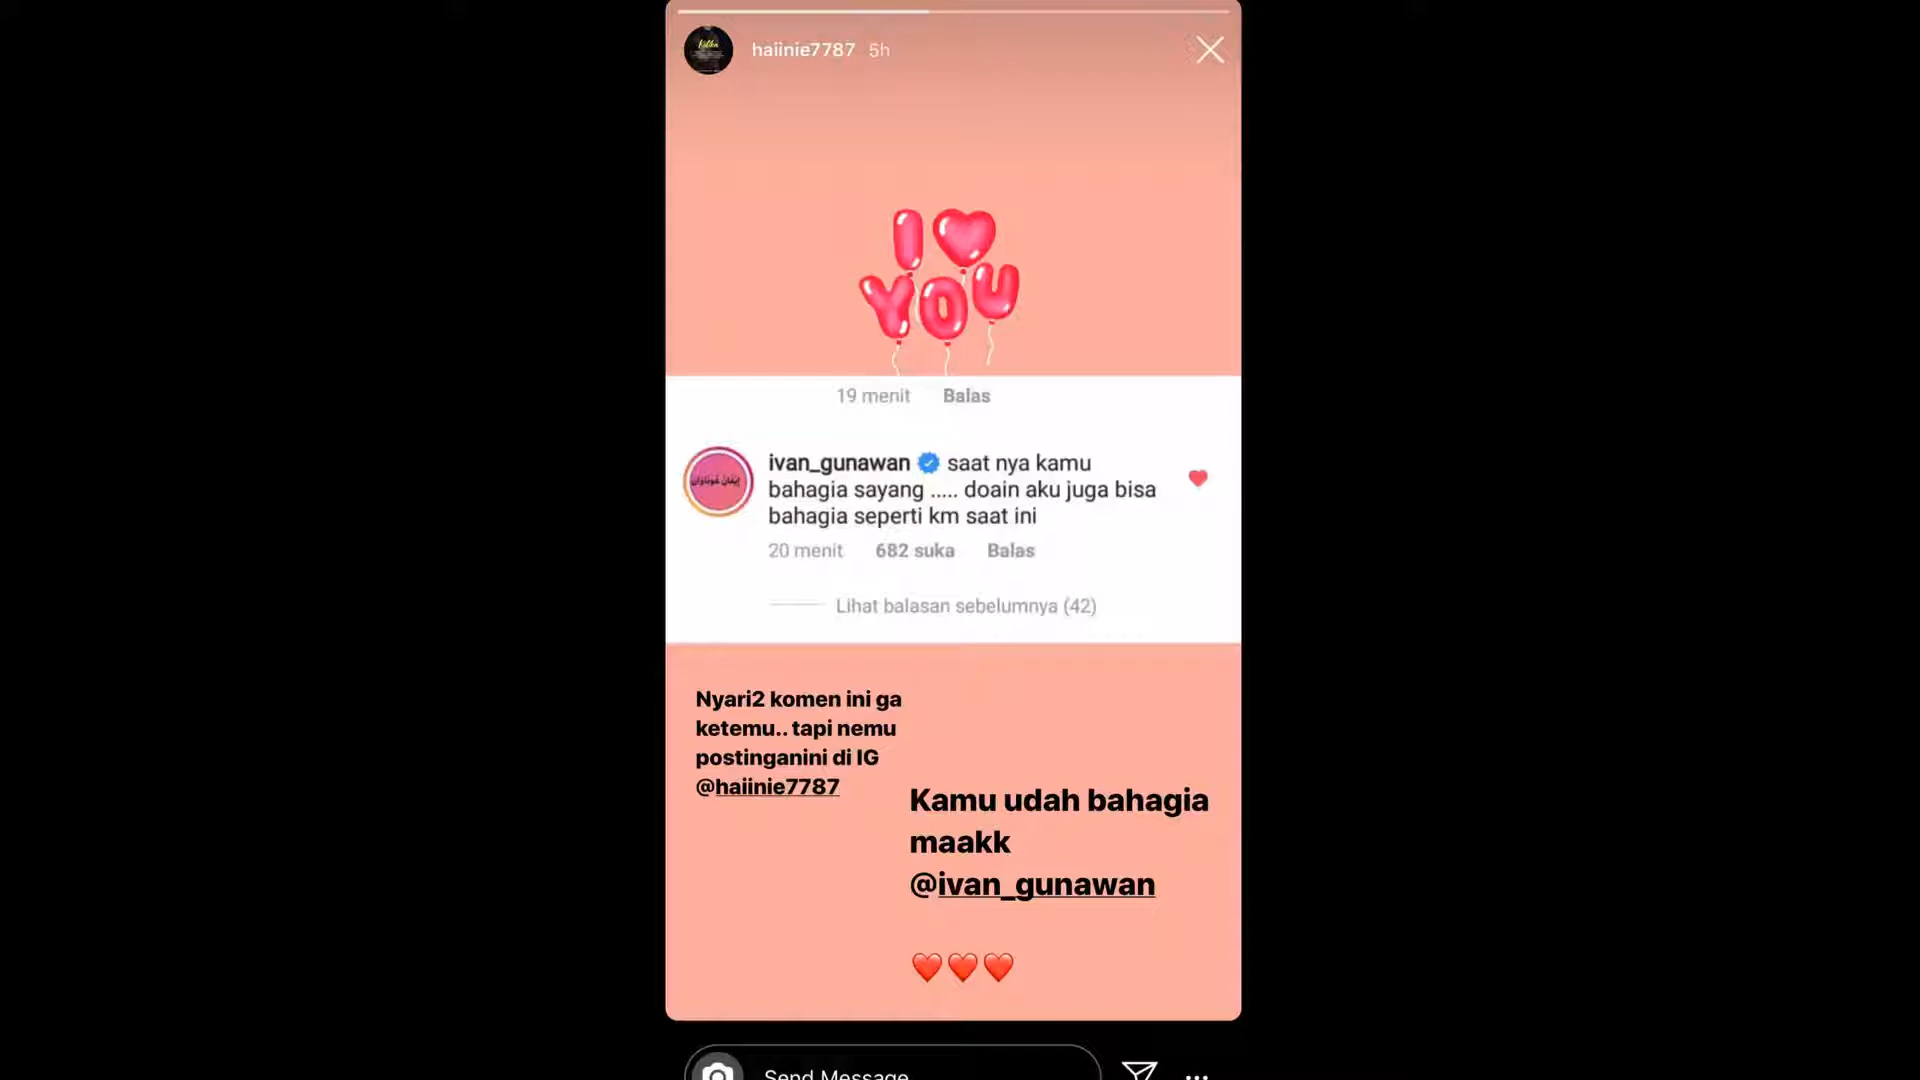 haiinie7787 5h
I
YOU
19 menit Balas
ivan_gunawan saat nya kamu
bahagia sayang ..... doain aku juga bisa
bahagia seperti km saat ini
20 menit 682 suka Balas
Lihat balasan sebelumnya (42)
Nyari2 komen ini ga
ketemu.. tapi nemu
postinganini di IG
@haiinie7787
Kamu udah bahagia
maakk
@ivan_gunawan
Send Message